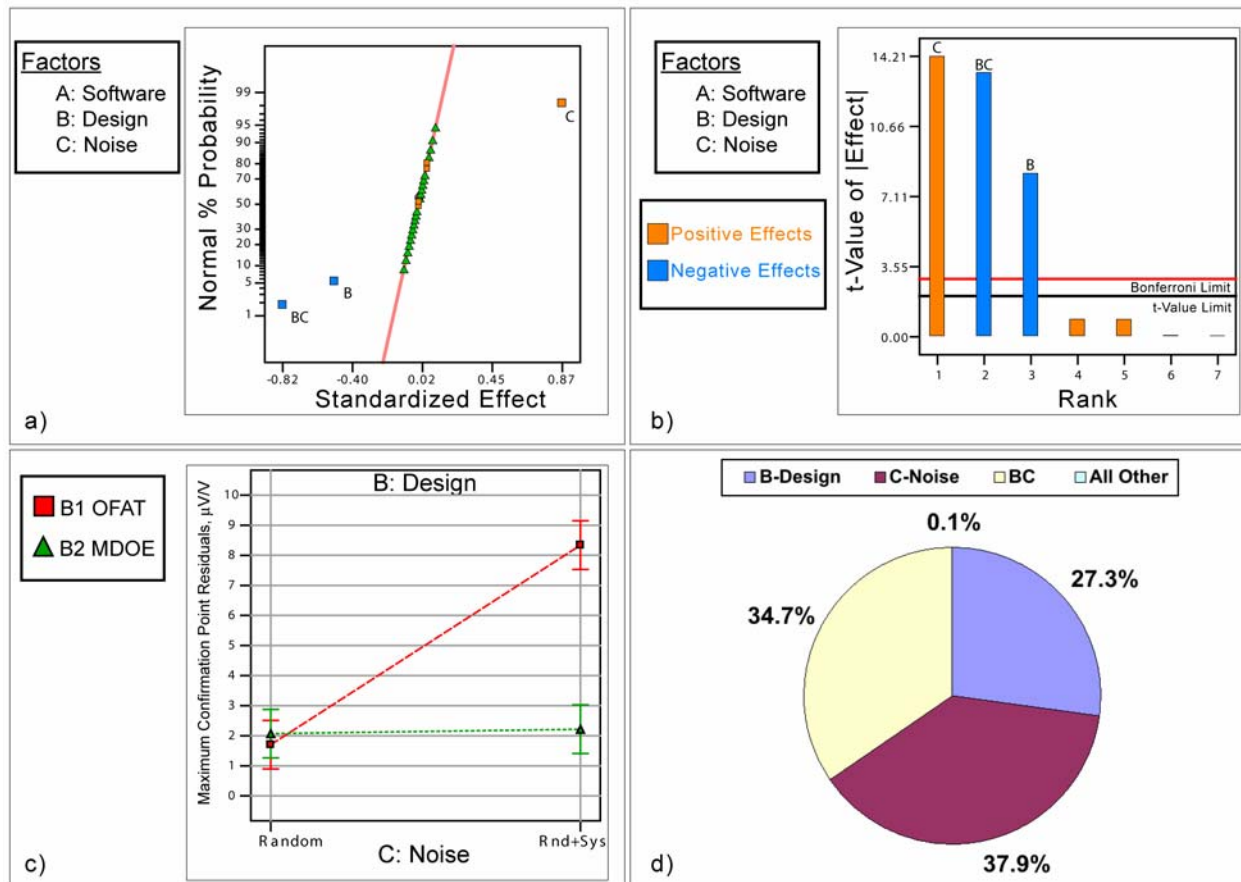 Factors
A: Software
B: Design
C: Noise
Normal % Probability
99
95
90
80
70
50
30
20
10
5
1
C
B
BC
-0.82
-0.40
0.02
0.45
0.87
Standardized Effect
a)
Factors
A: Software
B: Design
C: Noise
Positive Effects
Negative Effects
t-Value of |Effect|
14.21
10.66
7.11
3.55
0.00
C
BC
B
Bonferroni Limit
t-Value Limit
1
2
3
4
5
6
7
Rank
b)
B1 OFAT
B2 MDOE
B: Design
Maximum Confirmation Point Residuals, µV/V
10
9
8
7
6
5
4
3
2
1
0
Random
Rnd+Sys
C: Noise
c)
B-Design
C-Noise
BC
All Other
0.1%
27.3%
34.7%
37.9%
d)